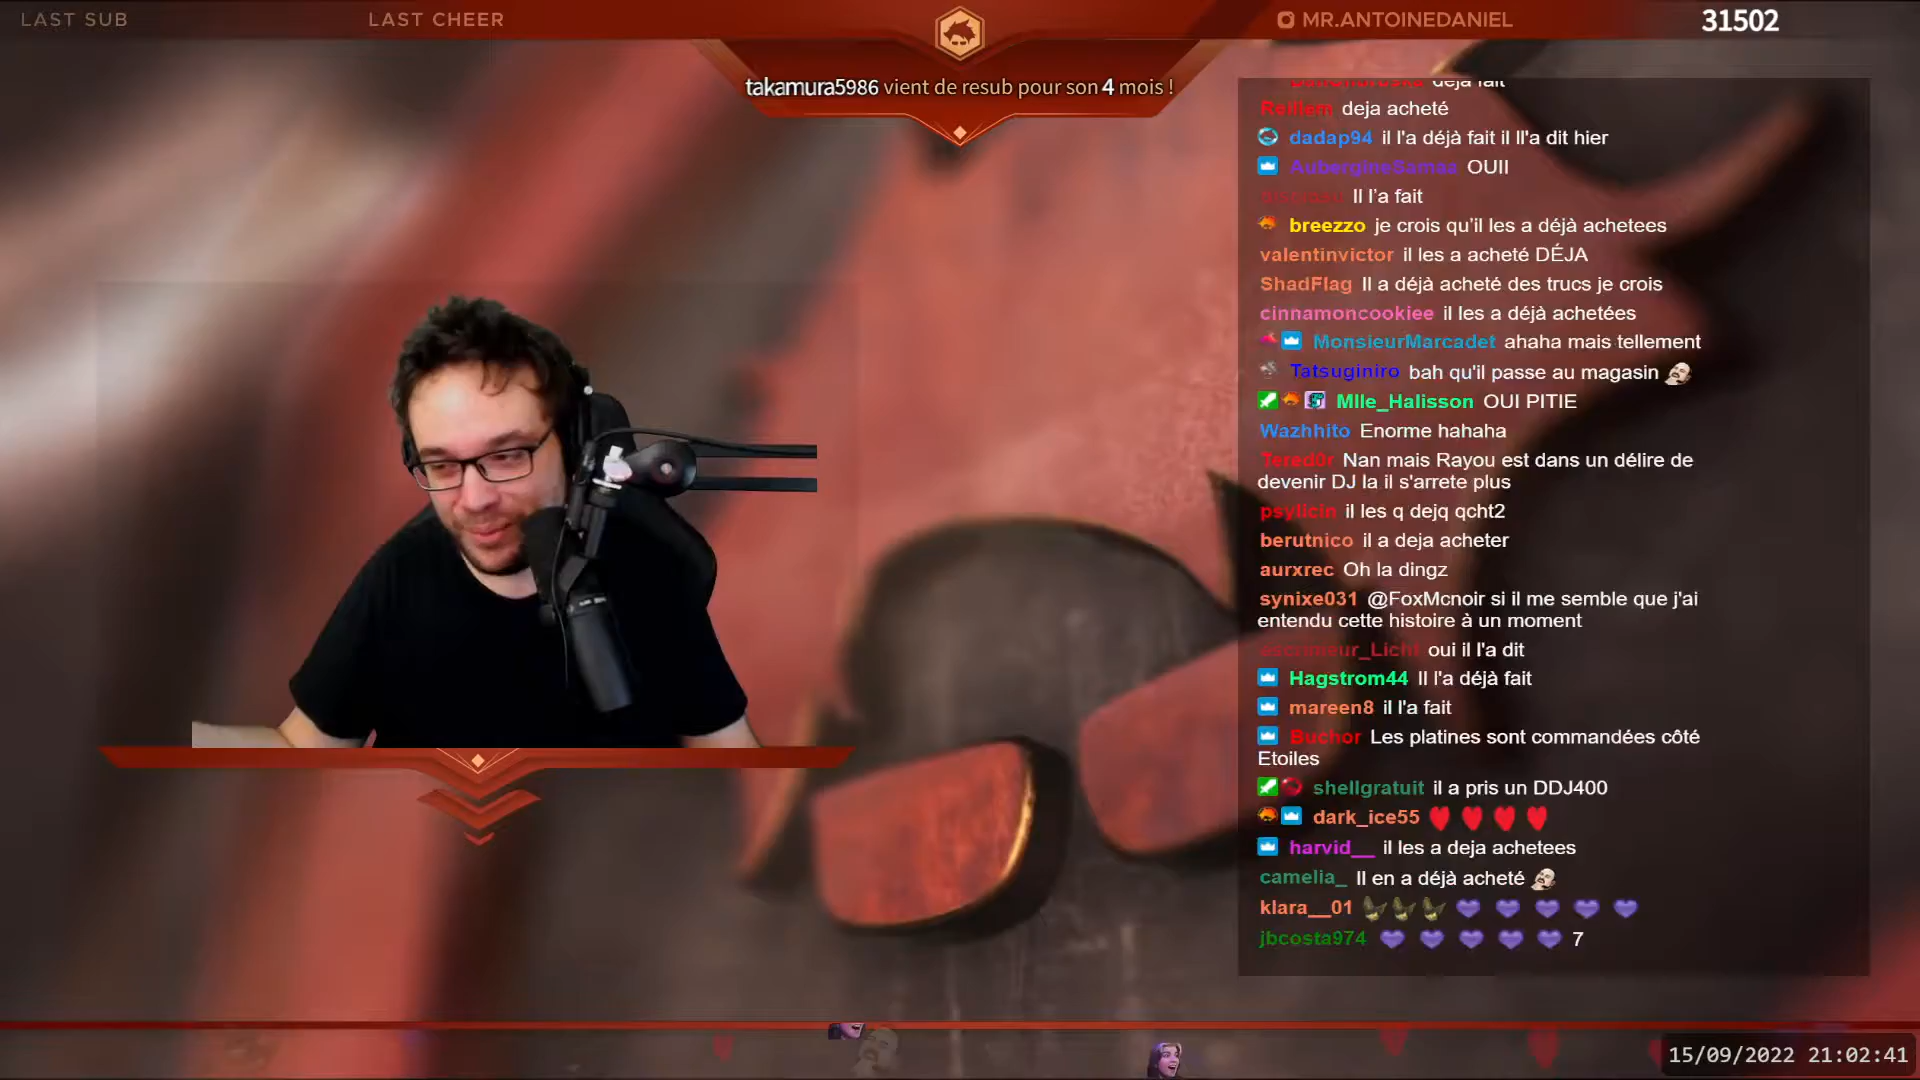 LAST SUB
LAST CHEER
MR.ANTOINEDANIEL
31502
takamura5986 vient de resub pour son 4 mois !
deja fait
Reillem deja acheté
dadap94 il l'a déjà fait il ll'a dit hier
AubergineSamaa OUII
Il l'a fait
breezzo je crois qu'il les a déjà achetees
valentinvictor il les a acheté DÉJA
ShadFlag Il a déjà acheté des trucs je crois
cinnamoncookiee il les a déjà achetées
MonsieurMarcadet ahaha mais tellement
Tatsuginiro bah qu'il passe au magasin
Mlle_Halisson OUI PITIE
Wazhhito Enorme hahaha
Tered0r Nan mais Rayou est dans un délire de
devenir DJ la il s'arrete plus
psylicin il les q dejq qcht2
berutnico il a deja acheter
aurxrec Oh la dingz
synixe031 @FoxMcnoir si il me semble que j'ai
entendu cette histoire à un moment
escrimeur_Licht oui il l'a dit
Hagstrom44 Il l'a déjà fait
mareen8 il l'a fait
Buchor Les platines sont commandées côté
Etoiles
shellgratuit il a pris un DDJ400
dark_ice55
harvid__ il les a deja achetees
camelia_ Il en a déjà acheté
klara__01
jbcosta974 7
15/09/2022 21:02:41